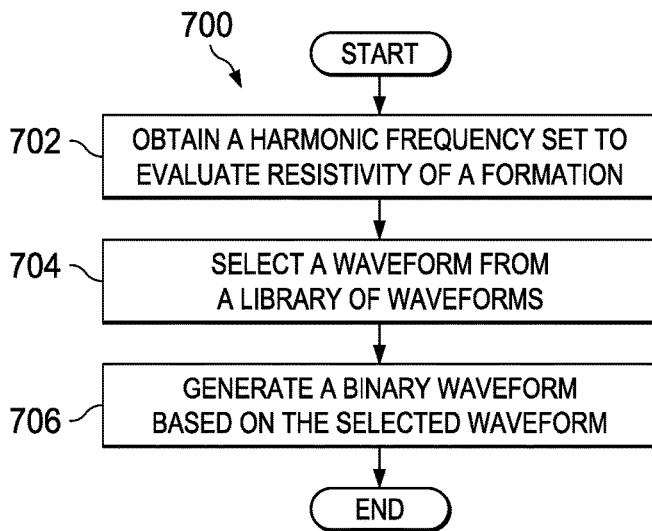 700
START
702
OBTAIN A HARMONIC FREQUENCY SET TO
EVALUATE RESISTIVITY OF A FORMATION
704
SELECT A WAVEFORM FROM
A LIBRARY OF WAVEFORMS
706
GENERATE A BINARY WAVEFORM
BASED ON THE SELECTED WAVEFORM
END